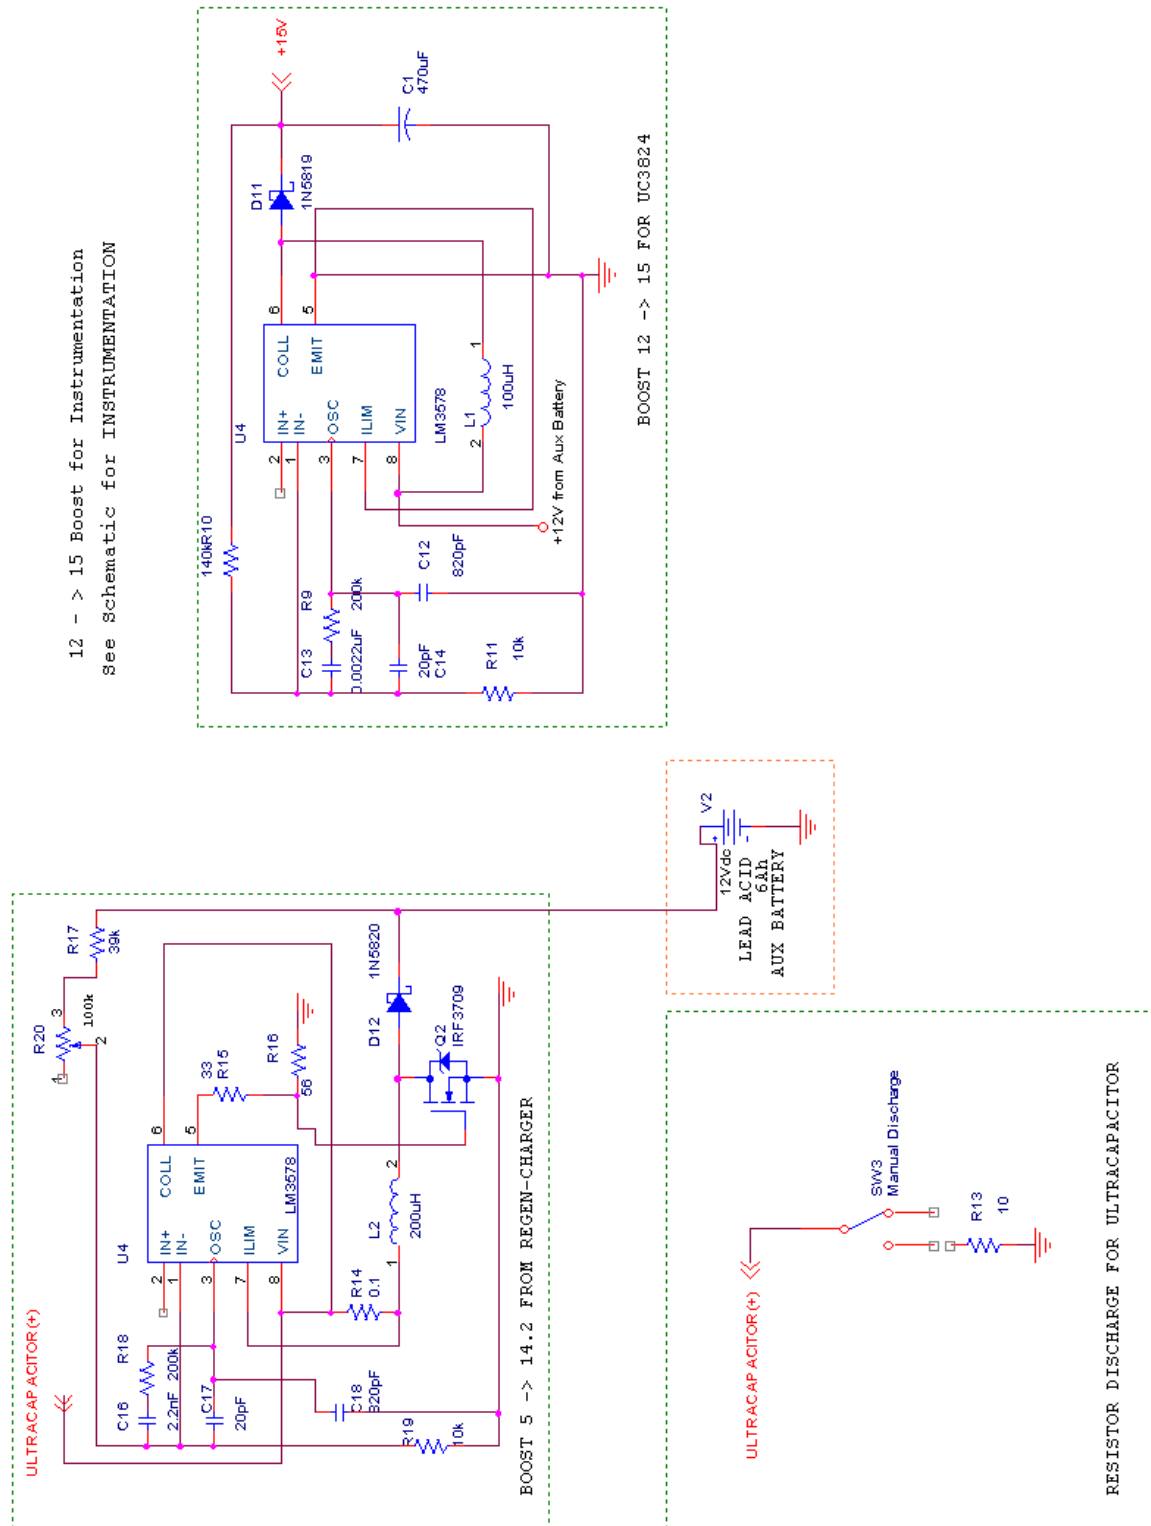 12 - > 15 Boost for Instrumentation
See Schematic for INSTRUMENTATION
+15V
C1
470uF
D11
1N5819
6
5
COLL
EMIT
IN+
IN-
OSC
ILIM
VIN
U4
LM3578
2
1
3
7
8
1
L1
100uH
2
+12V from Aux Battery
140k
R10
R9
200k
C13
0.0022uF
C12
820pF
20pF
C14
R11
10k
BOOST 12 -> 15 FOR UC3824
V2
12Vdc
+
-
LEAD ACID
6Ah
AUX BATTERY
ULTRACAPACITOR(+)
R17
39k
R20
3
100k
2
1
33
R15
R16
56
6
5
COLL
EMIT
IN+
IN-
OSC
ILIM
VIN
U4
LM3578
2
1
3
7
8
1N5820
D12
Q2
IRF3709
2
L2
200uH
1
R14
0.1
R18
200k
C16
2.2nF
C17
20pF
C18
820pF
R19
10k
BOOST 5 -> 14.2 FROM REGEN-CHARGER
SW3
Manual Discharge
R13
10
ULTRACAPACITOR(+)
RESISTOR DISCHARGE FOR ULTRACAPACITOR